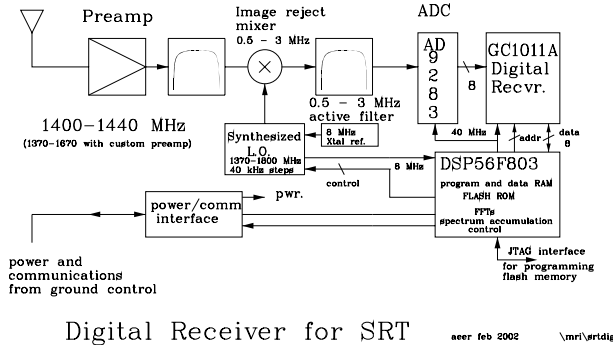 Preamp
Image reject
mixer
0.5 - 3 MHz
ADC
AD
9
2
8
3
GC1011A
Digital
Recvr.
8
0.5 - 3 MHz
active filter
1400-1440 MHz
(1370-1670 with custom preamp)
Synthesized
L.O.
1370-1800 MHz
40 kHz steps
8 MHz
Xtal ref.
40 MHz
addr
data
8
control
8 MHz
DSP56F803
program and data RAM
FLASH ROM
FFTs
spectrum accumulation
control
power/comm
interface
pwr.
power and
communications
from ground control
JTAG interface
for programming
flash memory
Digital Receiver for SRT
aeer feb 2002
\mri\srtdig